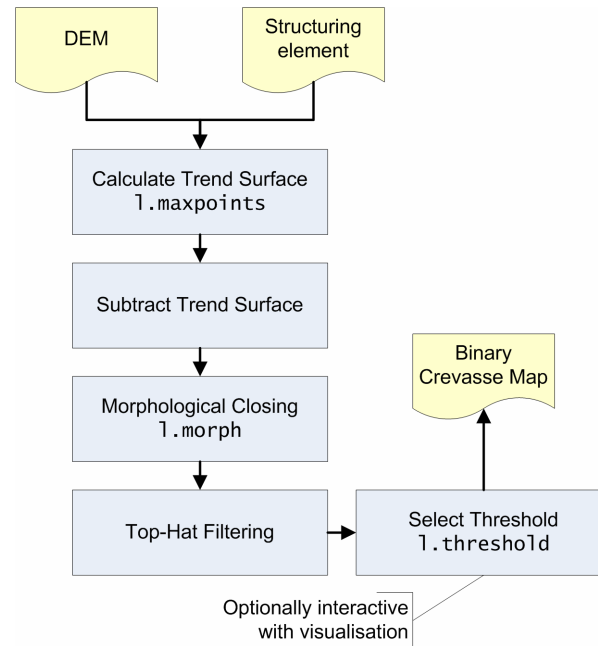 DEM
Structuring
element
Calculate Trend Surface
l.maxpoints
Subtract Trend Surface
Morphological Closing
l.morph
Top-Hat Filtering
Binary
Crevasse Map
Select Threshold
l.threshold
Optionally interactive
with visualisation